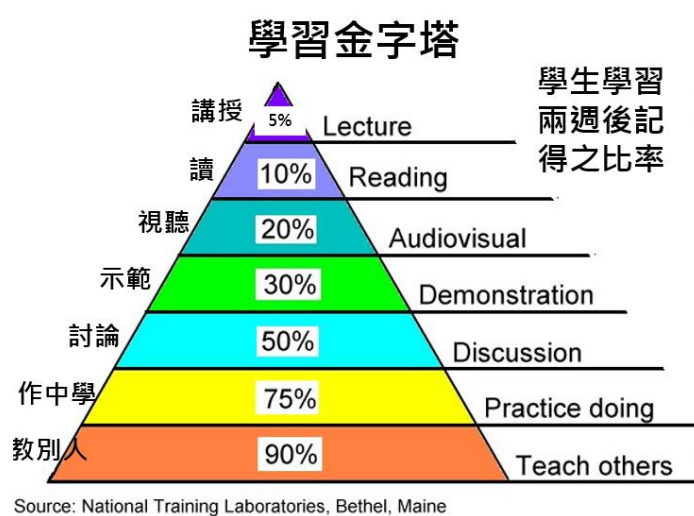 學習金字塔
學生學習
兩週後記
得之比率
講授 5% Lecture
讀 10% Reading
視聽 20% Audiovisual
示範 30% Demonstration
討論 50% Discussion
作中學 75% Practice doing
教別人 90% Teach others
Source: National Training Laboratories, Bethel, Maine